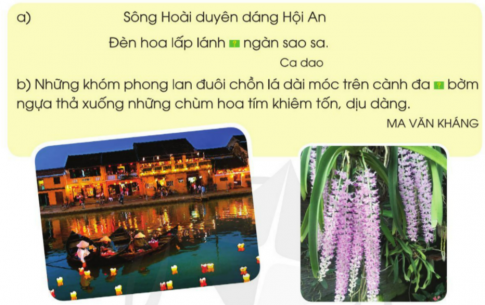 a) Sông Hoài duyên dáng Hội An
Đèn hoa lấp lánh ? ngàn sao sa.
Ca dao
b) Những khóm phong lan đuôi chồn lá dài móc trên cành đa ? bờm
ngựa thả xuống những chùm hoa tím khiêm tốn, dịu dàng.
MA VĂN KHÁNG